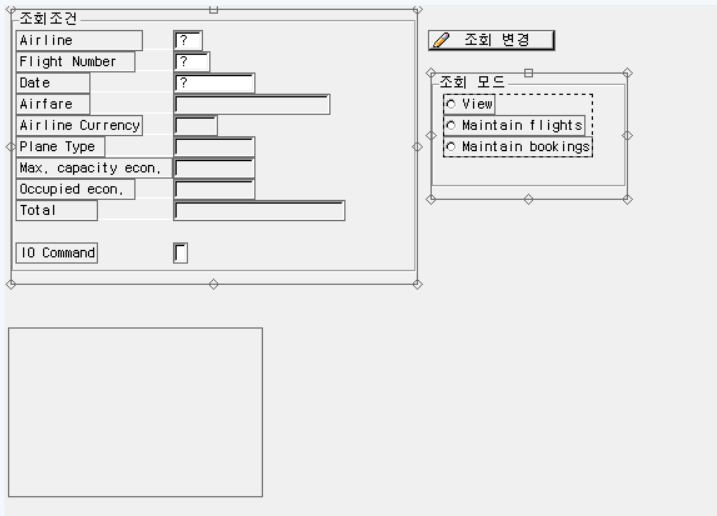 조회조건
Airline ?
Flight Number ?
Date ?
Airfare
Airline Currency
Plane Type
Max. capacity econ.
Occupied econ.
Total
IO Command
조회 변경
조회 모드
View
Maintain flights
Maintain bookings